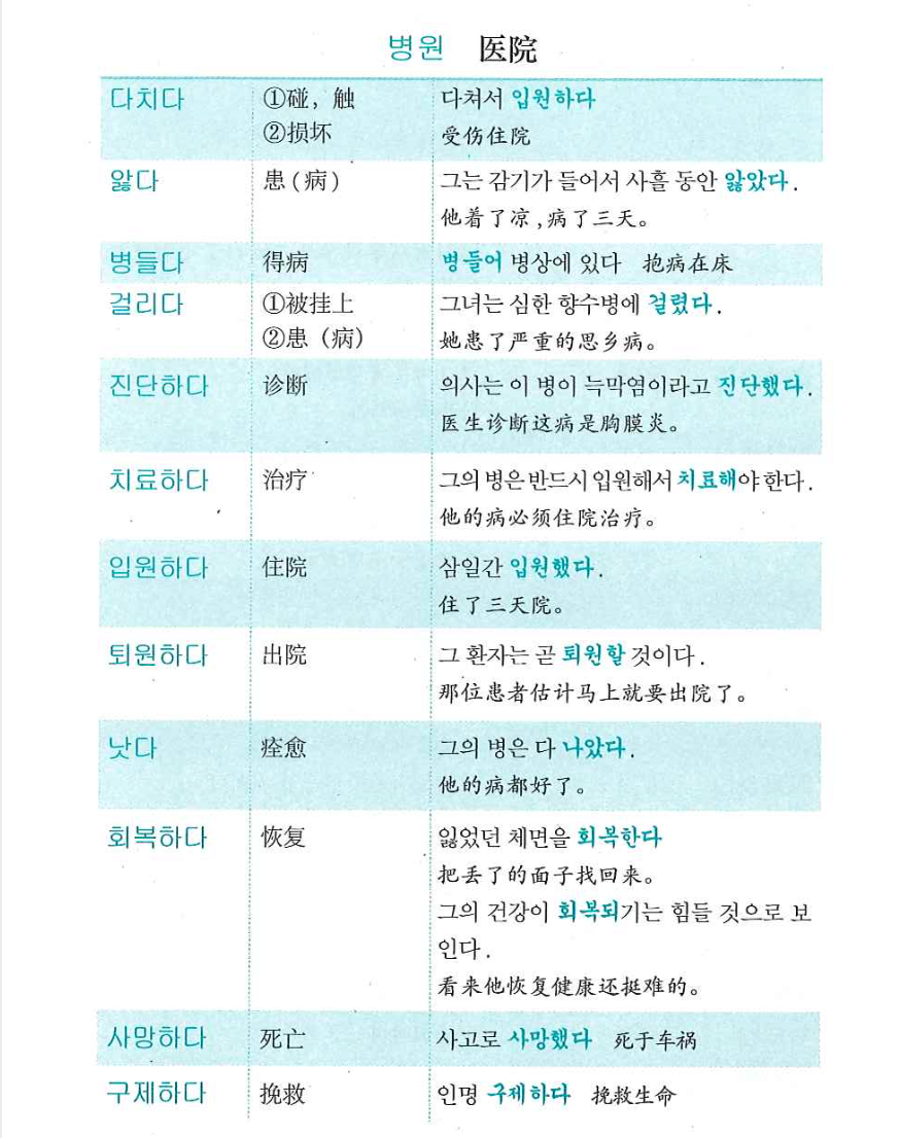 병원 医院
다치다 ①碰，触 다쳐서 입원하다
②损坏 受伤住院
앓다 患(病) 그는 감기가 들어서 사흘 동안 앓았다.
他着了凉,病了三天。
병들다 得病 병들어 병상에 있다 抱病在床
걸리다 ①被挂上 그녀는 심한 향수병에 걸렸다.
②患（病） 她患了严重的思乡病。
진단하다 诊断 의사는 이 병이 늑막염이라고 진단했다.
医生诊断这病是胸膜炎。
치료하다 治疗 그의 병은 반드시 입원해서 치료해야 한다.
他的病必须住院治疗。
입원하다 住院 삼일간 입원했다.
住了三天院。
퇴원하다 出院 그 환자는 곧 퇴원할 것이다.
那位患者估计马上就要出院了。
낫다 痊愈 그의 병은 다 나았다.
他的病都好了。
회복하다 恢复 잃었던 체면을 회복한다
把丢了的面子找回来。
그의 건강이 회복되기는 힘들 것으로 보
인다.
看来他恢复健康还挺难的。
사망하다 死亡 사고로 사망했다 死于车祸
구제하다 挽救 인명 구제하다 挽救生命